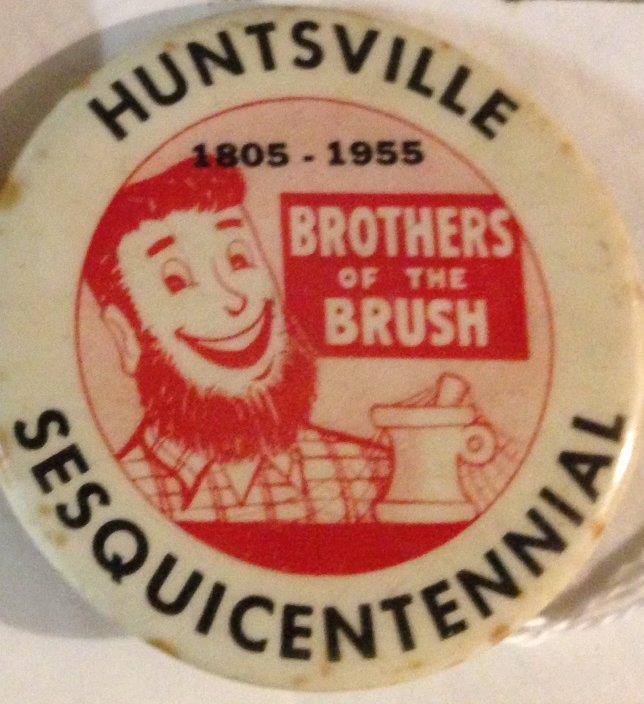 HUNTSVILLE
1805 - 1955
BROTHERS
OF THE
BRUSH
SESQUICENTENNIAL